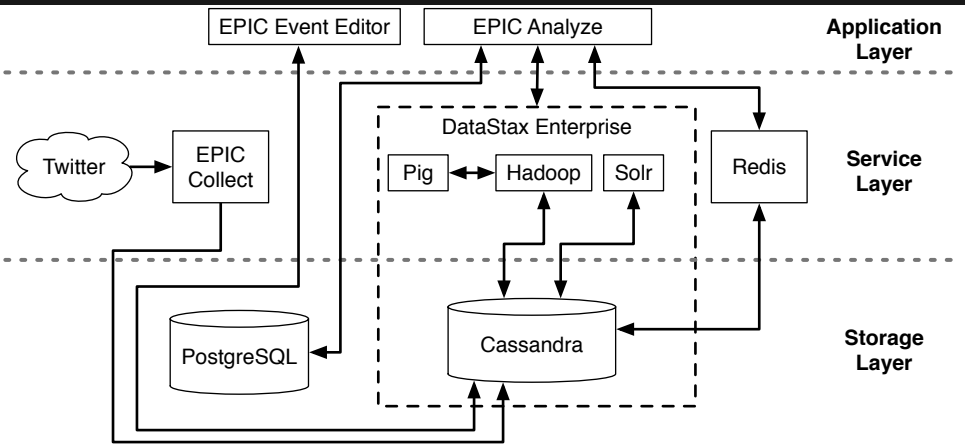 EPIC Event Editor
EPIC Analyze
Application
Layer
DataStax Enterprise
Twitter
EPIC
Collect
Pig
Hadoop
Solr
Redis
Service
Layer
PostgreSQL
Cassandra
Storage
Layer